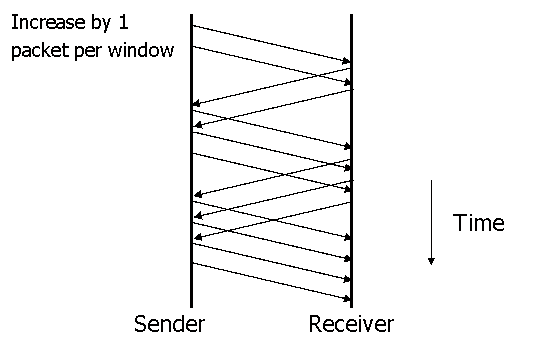 Increase by 1
packet per window
Time
Sender
Receiver